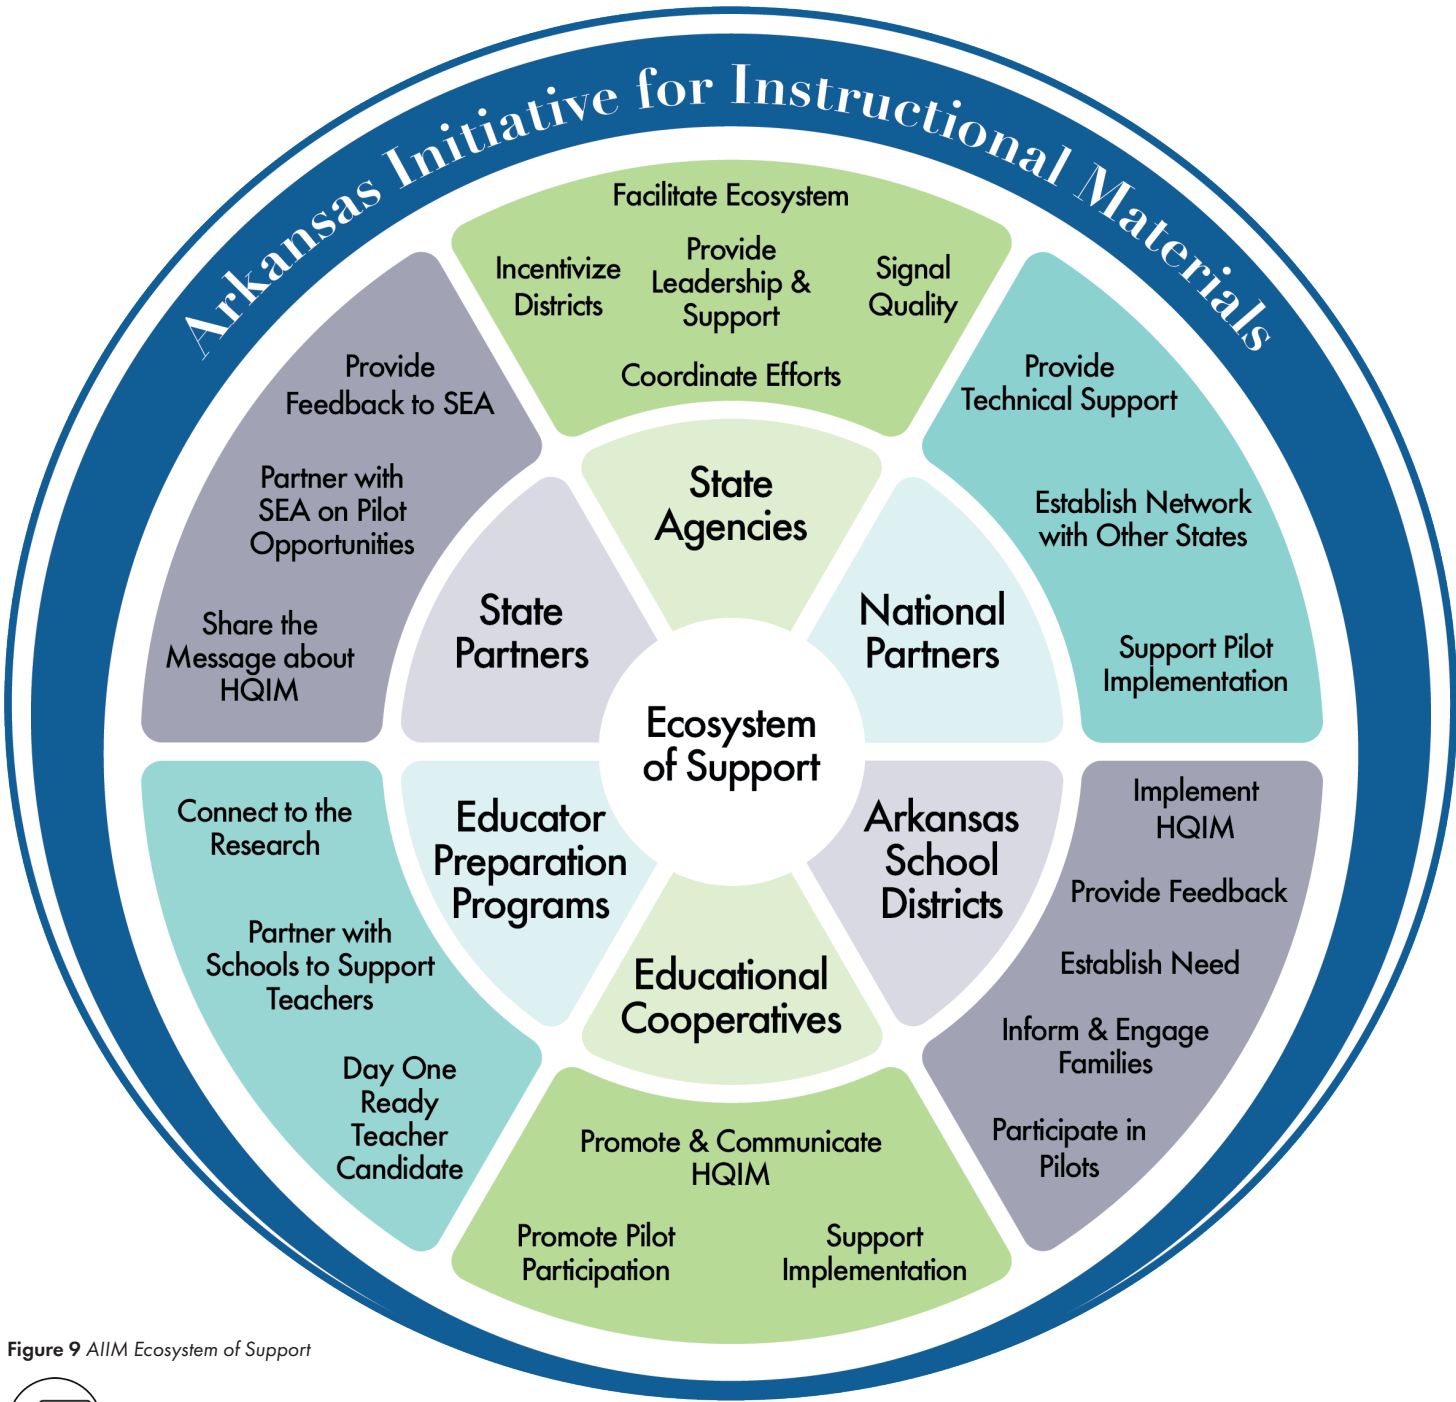 Arkansas Initiative for Instructional Materials
Facilitate Ecosystem
Incentivize
Districts
Provide
Leadership &
Support
Signal
Quality
Coordinate Efforts
State
Agencies
Provide
Technical Support
Establish Network
with Other States
Support Pilot
Implementation
National
Partners
Implement
HQIM
Provide Feedback
Establish Need
Inform & Engage
Families
Participate in
Pilots
Arkansas
School
Districts
Promote & Communicate
HQIM
Promote Pilot
Participation
Support
Implementation
Educational
Cooperatives
Connect to the
Research
Partner with
Schools to Support
Teachers
Day One
Ready
Teacher
Candidate
Educator
Preparation
Programs
Provide
Feedback to SEA
Partner with
SEA on Pilot
Opportunities
Share the
Message about
HQIM
State
Partners
Ecosystem
of Support
Figure 9 AIIM Ecosystem of Support